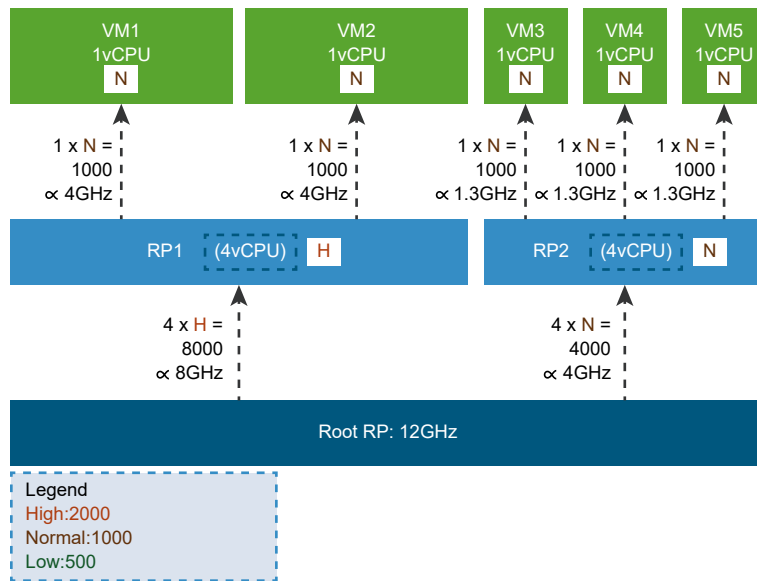 VM1
1vCPU
N
VM2
1vCPU
N
VM3
1vCPU
N
VM4
1vCPU
N
VM5
1vCPU
N
1 x N =
1000
∝ 4GHz
1 x N =
1000
∝ 4GHz
1 x N =
1000
∝ 1.3GHz
1 x N =
1000
∝ 1.3GHz
1 x N =
1000
∝ 1.3GHz
RP1 (4vCPU) H
RP2 (4vCPU) N
4 x H =
8000
∝ 8GHz
4 x N =
4000
∝ 4GHz
Root RP: 12GHz
Legend
High:2000
Normal:1000
Low:500